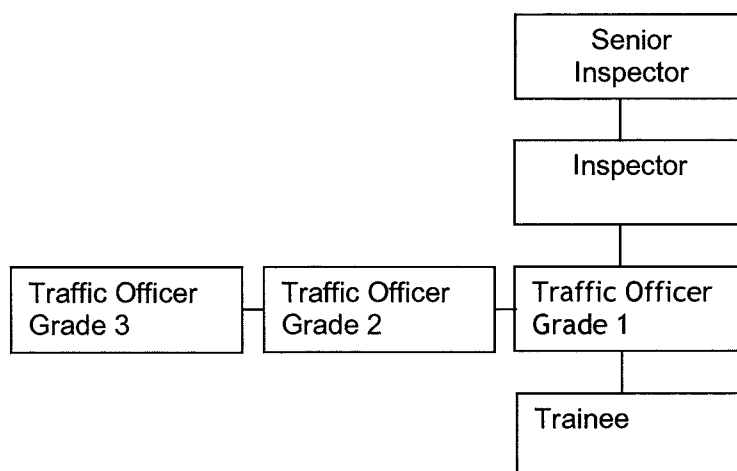 Senior
Inspector
Inspector
Traffic Officer
Grade 3
Traffic Officer
Grade 2
Traffic Officer
Grade 1
Trainee